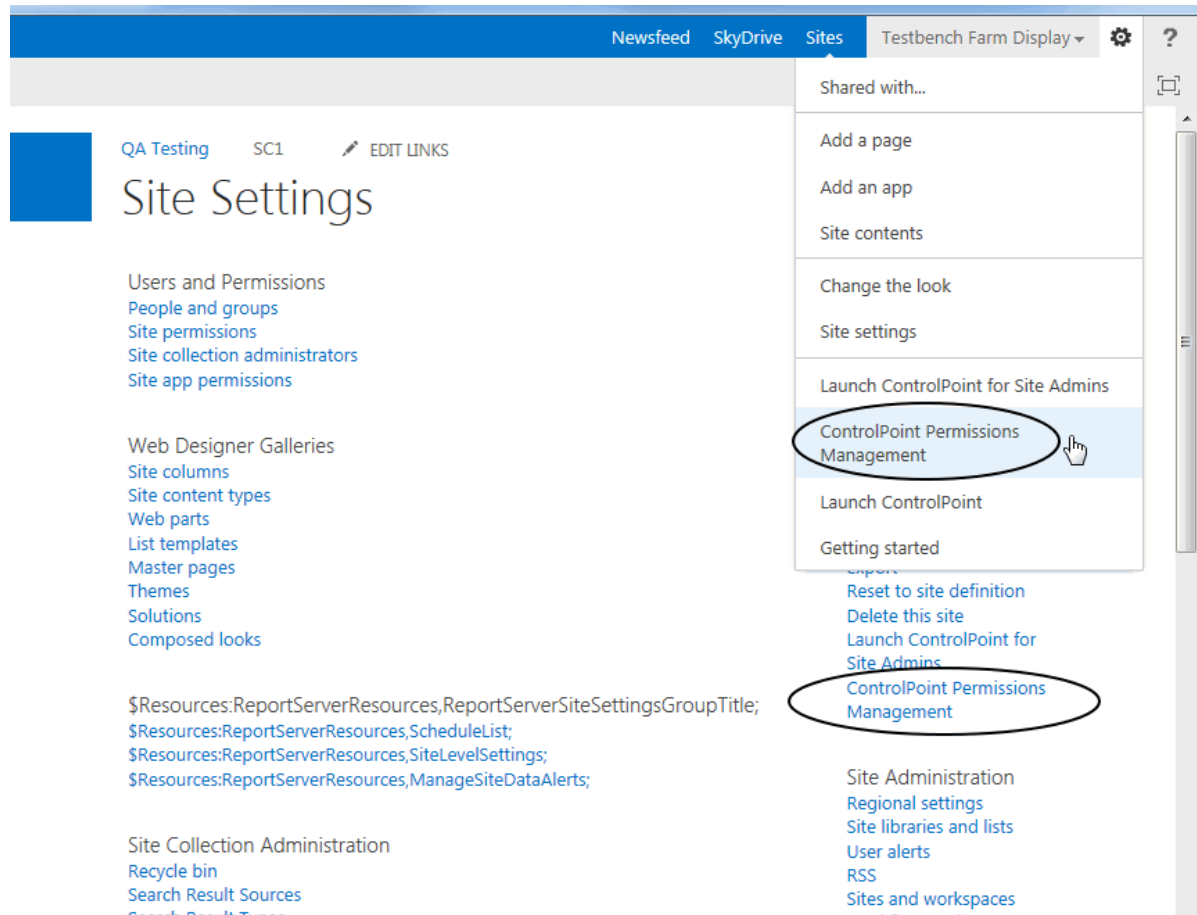 Newsfeed SkyDrive Sites Testbench Farm Display ?
QA Testing SC1 EDIT LINKS
Site Settings
Users and Permissions
People and groups
Site permissions
Site collection administrators
Site app permissions
Web Designer Galleries
Site columns
Site content types
Web parts
List templates
Master pages
Themes
Solutions
Composed looks
$Resources:ReportServerResources,ReportServerSiteSettingsGroupTitle;
$Resources:ReportServerResources,ScheduleList;
$Resources:ReportServerResources,SiteLevelSettings;
$Resources:ReportServerResources,ManageSiteDataAlerts;
Site Collection Administration
Recycle bin
Search Result Sources
Search Result Types
Shared with...
Add a page
Add an app
Site contents
Change the look
Site settings
Launch ControlPoint for Site Admins
ControlPoint Permissions
Management
Launch ControlPoint
Getting started
export
Reset to site definition
Delete this site
Launch ControlPoint for
Site Admins
ControlPoint Permissions
Management
Site Administration
Regional settings
Site libraries and lists
User alerts
RSS
Sites and workspaces